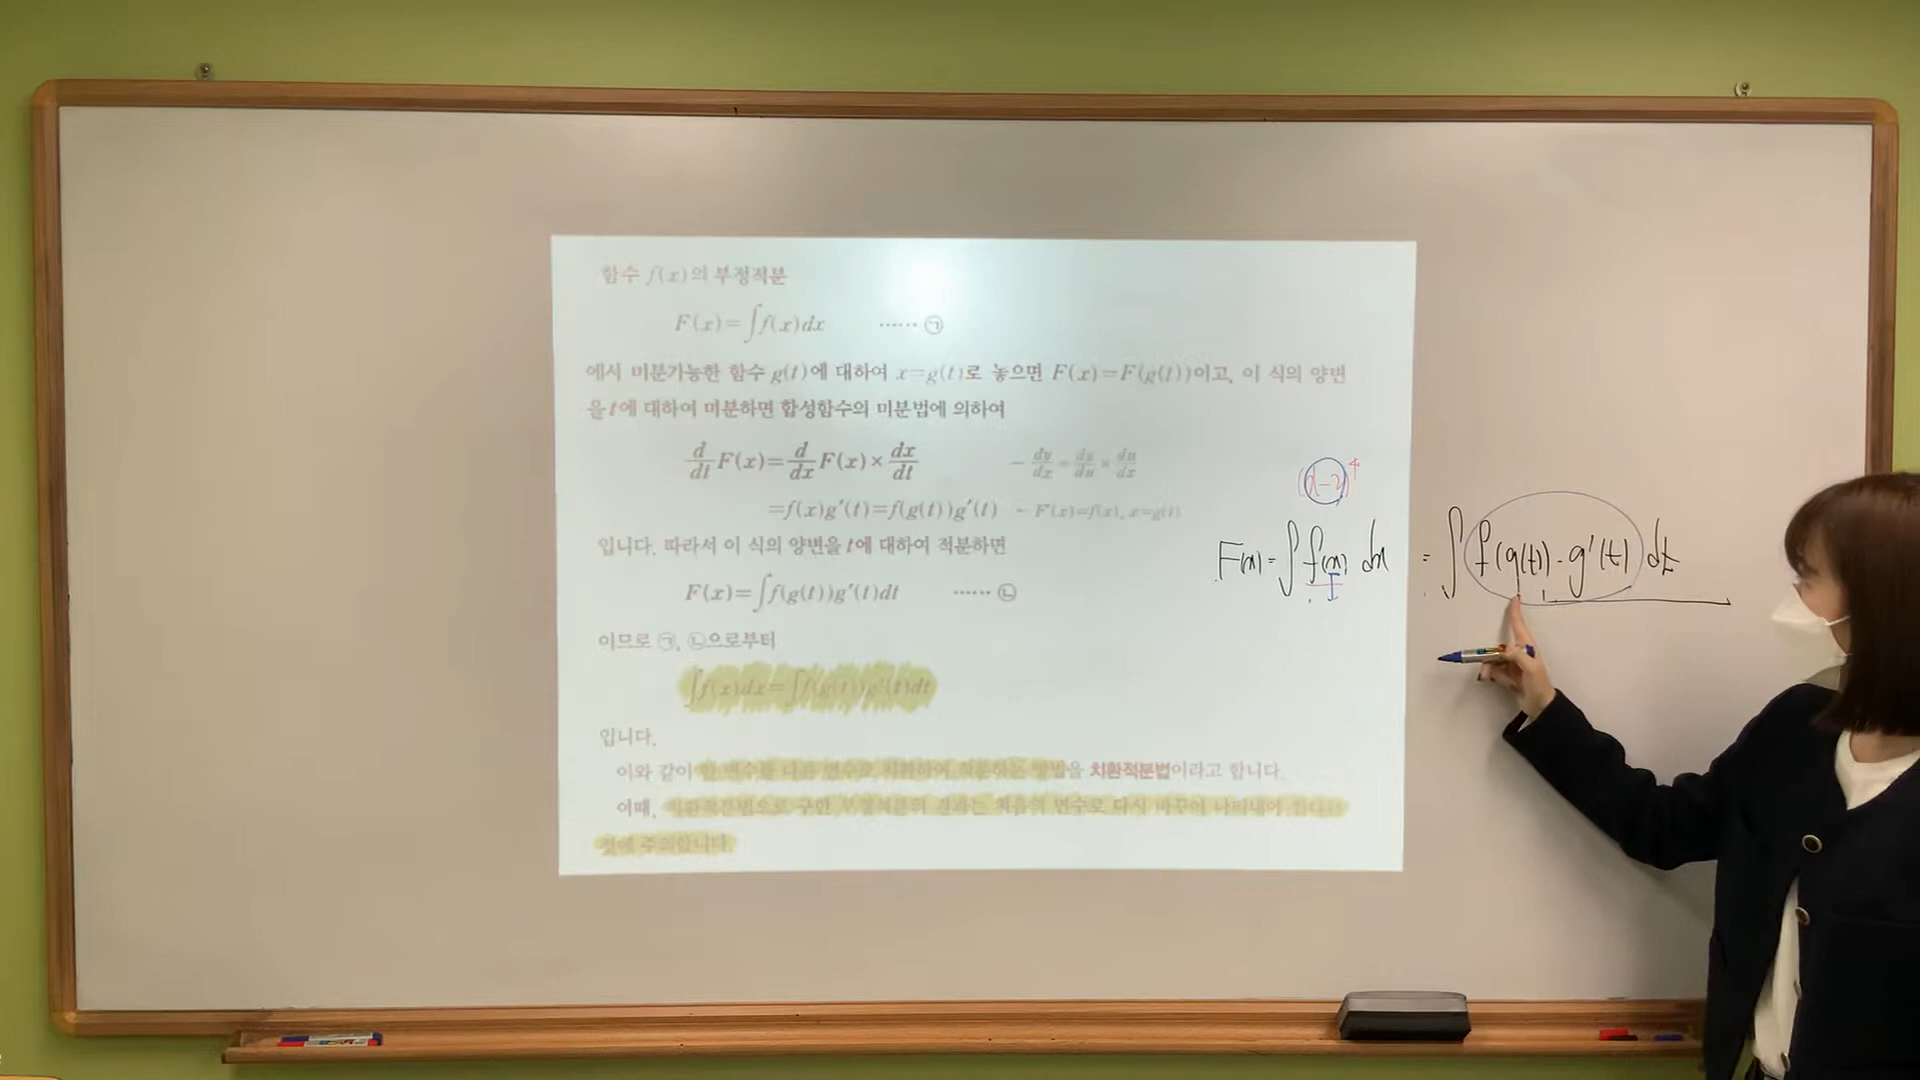 함수 f(x)의 부정적분
F(x)=∫f(x)dx ······ ㉠
에서 미분가능한 함수 g(t)에 대하여 x=g(t)로 놓으면 F(x)=F(g(t))이고, 이 식의 양변
을 t에 대하여 미분하면 합성함수의 미분법에 의하여
d/dt F(x)=d/dx F(x)×dx/dt ← dy/dx=dy/du×du/dx
=f(x)g′(t)=f(g(t))g′(t) ← F′(x)=f(x), x=g(t)
입니다. 따라서 이 식의 양변을 t에 대하여 적분하면
F(x)=∫f(g(t))g′(t)dt ······ ㉡
이므로 ㉠, ㉡으로부터
∫f(x)dx=∫f(g(t))g′(t)dt
입니다.
이와 같이 한 변수를 다른 변수로 치환하여 적분하는 방법을 치환적분법이라고 합니다.
이때, 치환적분법으로 구한 부정적분의 결과는 처음의 변수로 다시 바꾸어 나타내어 한다는
것에 주의합니다.
F(x)=∫f(x) dx = ∫f(g(t))·g′(t) dt